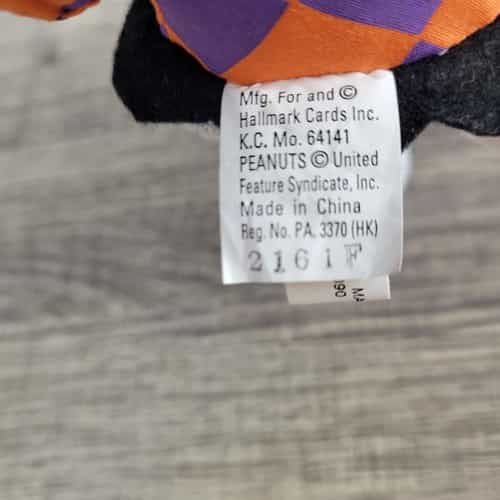 Mfg. For and ©
Hallmark Cards Inc.
K.C. Mo. 64141
PEANUTS © United
Feature Syndicate, Inc.
Made in China
Reg. No. PA. 3370 (HK)
2161F